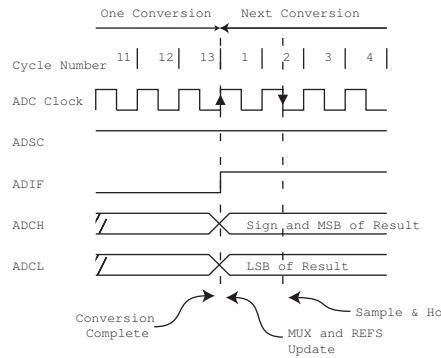 One Conversion Next Conversion
Cycle Number 11 12 13 1 2 3 4
ADC Clock
ADSC
ADIF
ADCH Sign and MSB of Result
ADCL LSB of Result
Sample & Ho
Conversion
Complete
MUX and REFS
Update